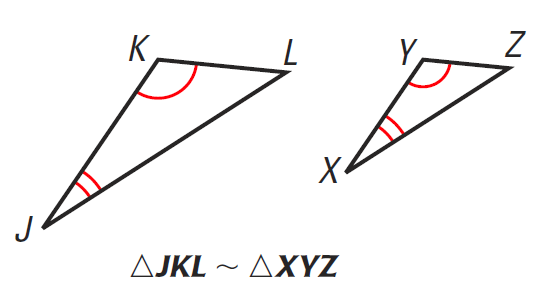 K L Y Z
J X
△JKL ~ △XYZ